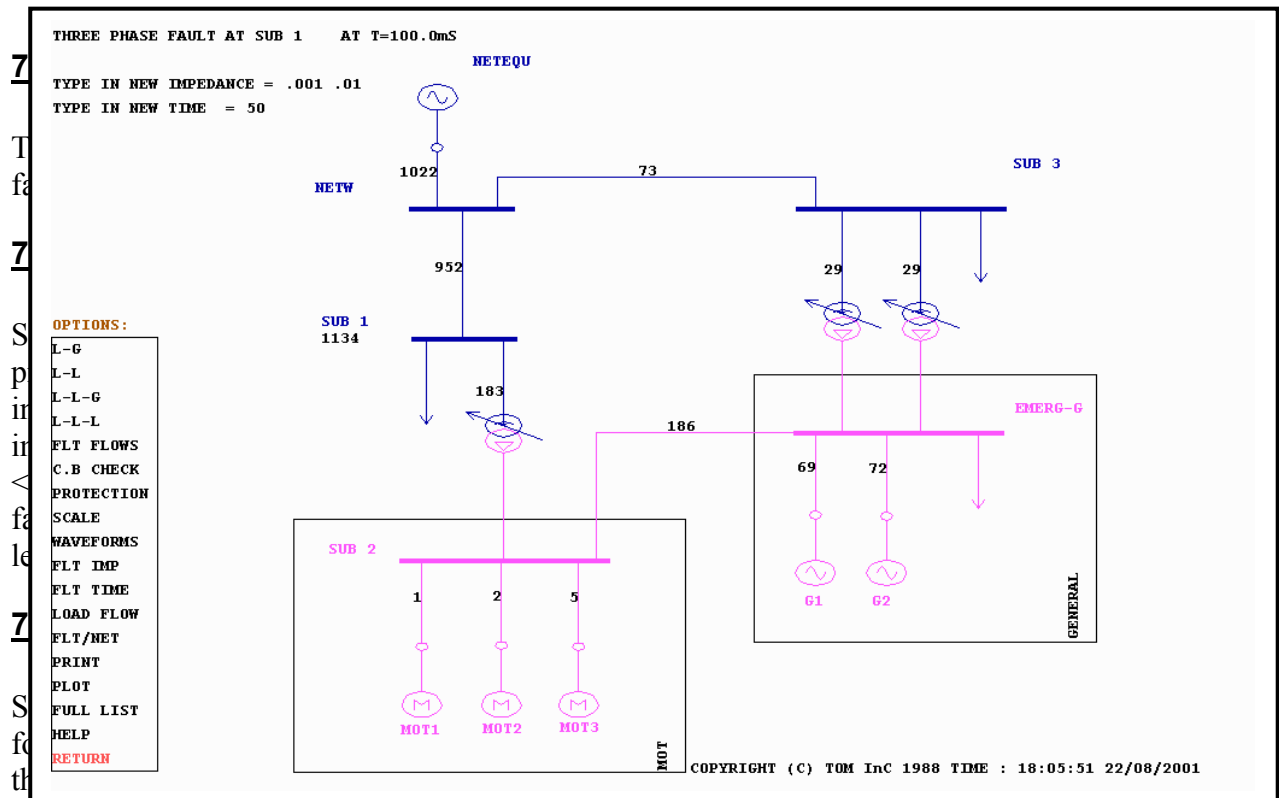 THREE PHASE FAULT AT SUB 1 AT T=100.0mS
NETEQU
TYPE IN NEW IMPEDANCE = .001 .01
TYPE IN NEW TIME = 50
1022
73
SUB 3
NETW
952
29
29
SUB 1
1134
183
EMERG-G
186
69
72
G1
G2
GENERAL
SUB 2
1
2
5
MOT1
MOT2
MOT3
MOT
OPTIONS:
L-G
L-L
L-L-G
L-L-L
FLT FLOWS
C.B CHECK
PROTECTION
SCALE
WAVEFORMS
FLT IMP
FLT TIME
LOAD FLOW
FLT/NET
PRINT
PLOT
FULL LIST
HELP
RETURN
COPYRIGHT (C) TOM InC 1988 TIME : 18:05:51 22/08/2001
7
7
7